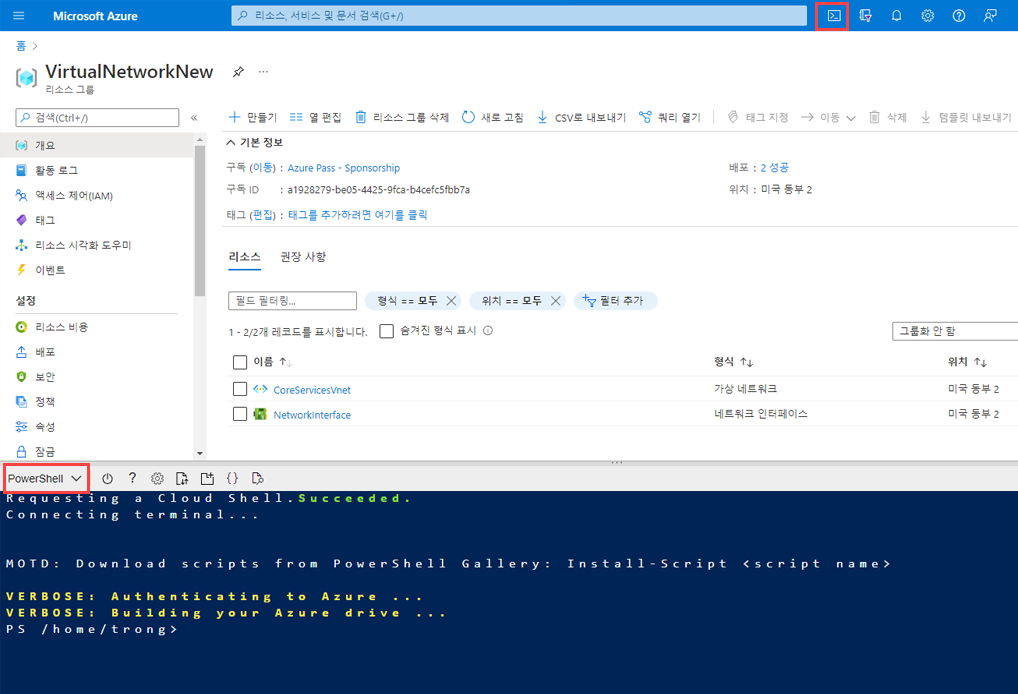 Microsoft Azure
리소스, 서비스 및 문서 검색(G+/)
홈 >
VirtualNetworkNew
···
리소스 그룹
검색(Ctrl+/)
«
+ 만들기
열 편집
리소스 그룹 삭제
새로 고침
CSV로 내보내기
쿼리 열기
태그 지정
이동
삭제
템플릿 내보내기
개요
활동 로그
액세스 제어(IAM)
태그
리소스 시각화 도우미
이벤트
설정
리소스 비용
배포
보안
정책
속성
잠금
기본 정보
구독 (이동) : Azure Pass - Sponsorship
배포 : 2 성공
구독 ID : a1928279-be05-4425-9fca-b4cefc5fbb7a
위치 : 미국 동부 2
태그 (편집) : 태그를 추가하려면 여기를 클릭
리소스 권장 사항
필드 필터링...
형식 == 모두
위치 == 모두
필터 추가
1 - 2/2개 레코드를 표시합니다.
숨겨진 형식 표시
그룹화 안 함
이름 ↑↓ 형식 ↑↓ 위치 ↑↓
CoreServicesVnet 가상 네트워크 미국 동부 2
NetworkInterface 네트워크 인터페이스 미국 동부 2
PowerShell
?
{}
Requesting a Cloud Shell.Succeeded.
Connecting terminal...
MOTD: Download scripts from PowerShell Gallery: Install-Script <script name>
VERBOSE: Authenticating to Azure ...
VERBOSE: Building your Azure drive ...
PS /home/trong>